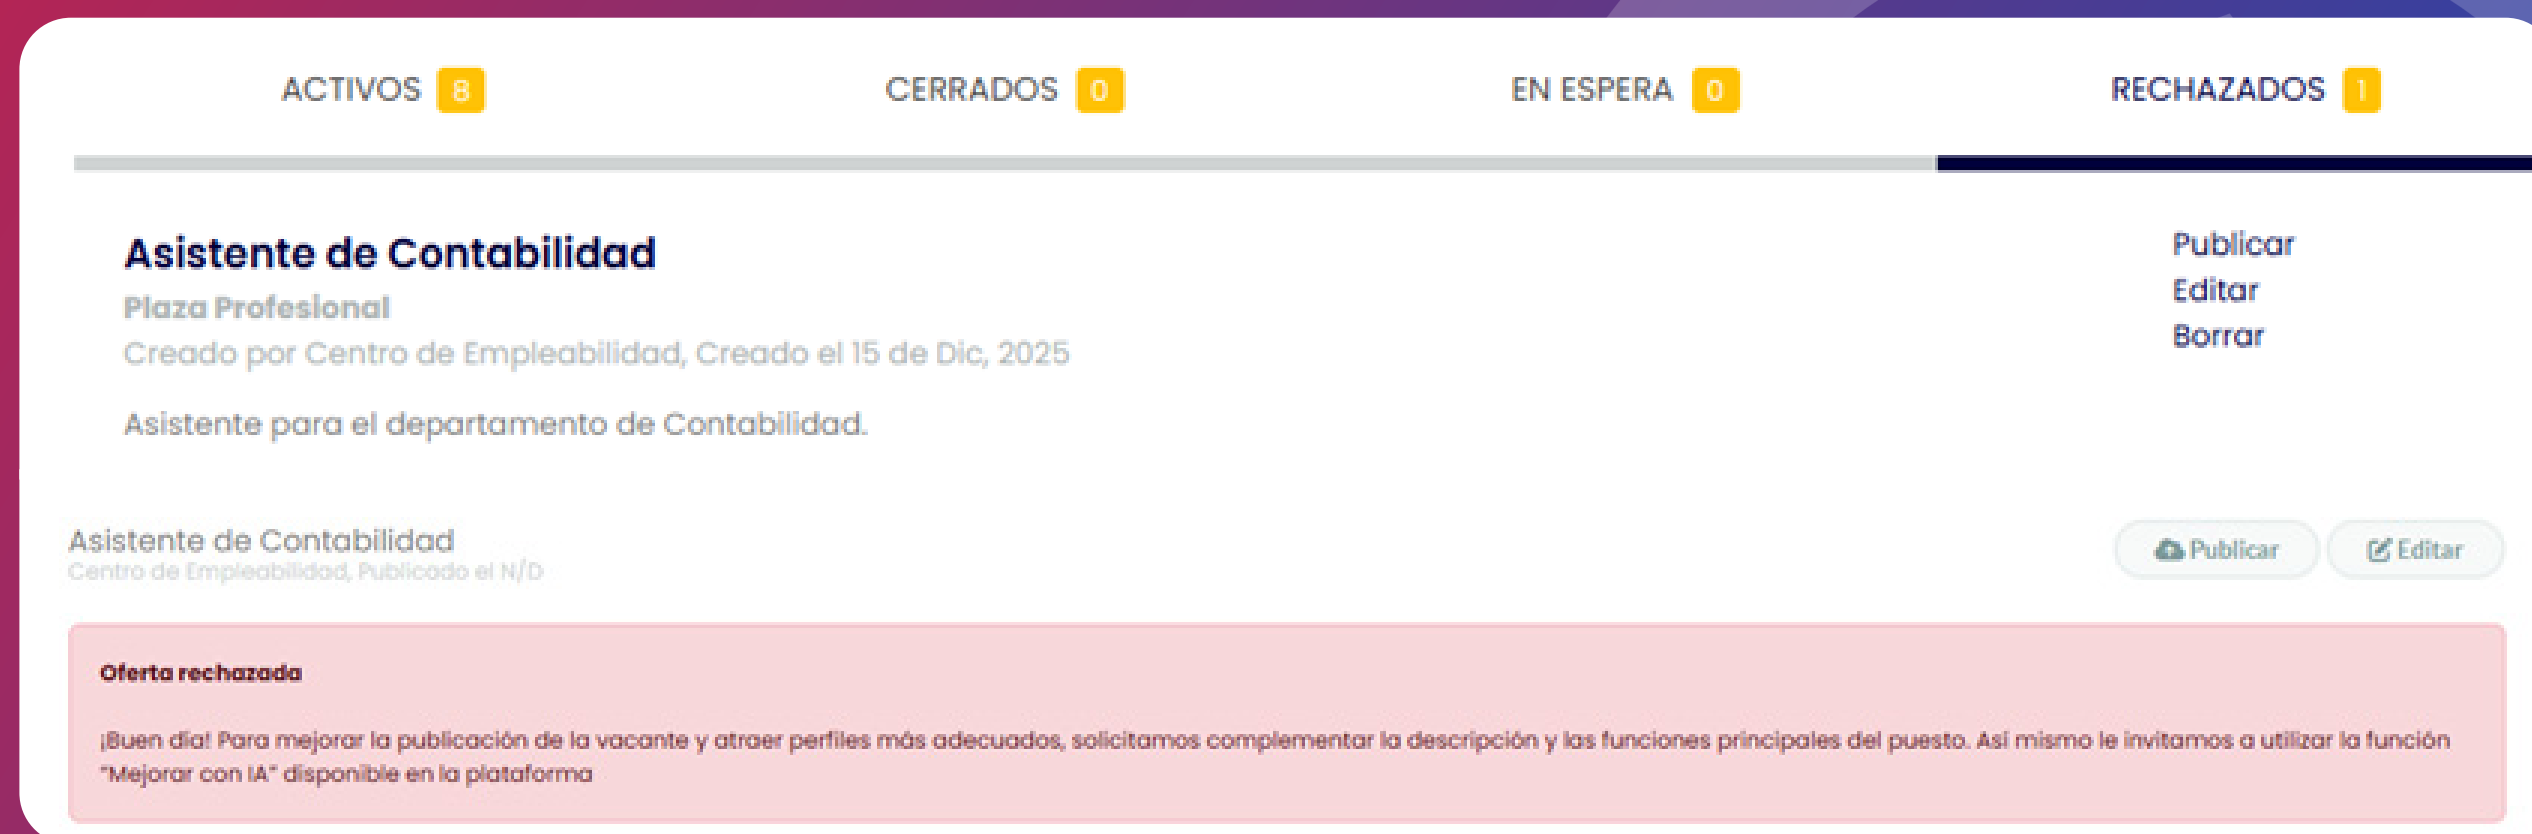 ACTIVOS 8
CERRADOS 0
EN ESPERA 0
RECHAZADOS 1
Asistente de Contabilidad
Plaza Profesional
Creado por Centro de Empleabilidad, Creado el 15 de Dic, 2025
Asistente para el departamento de Contabilidad.
Publicar
Editar
Borrar
Asistente de Contabilidad
Centro de Empleabilidad, Publicado el N/D
Publicar
Editar
Oferta rechazada
¡Buen día! Para mejorar la publicación de la vacante y atraer perfiles más adecuados, solicitamos complementar la descripción y las funciones principales del puesto. Así mismo le invitamos a utilizar la función
"Mejorar con IA" disponible en la plataforma